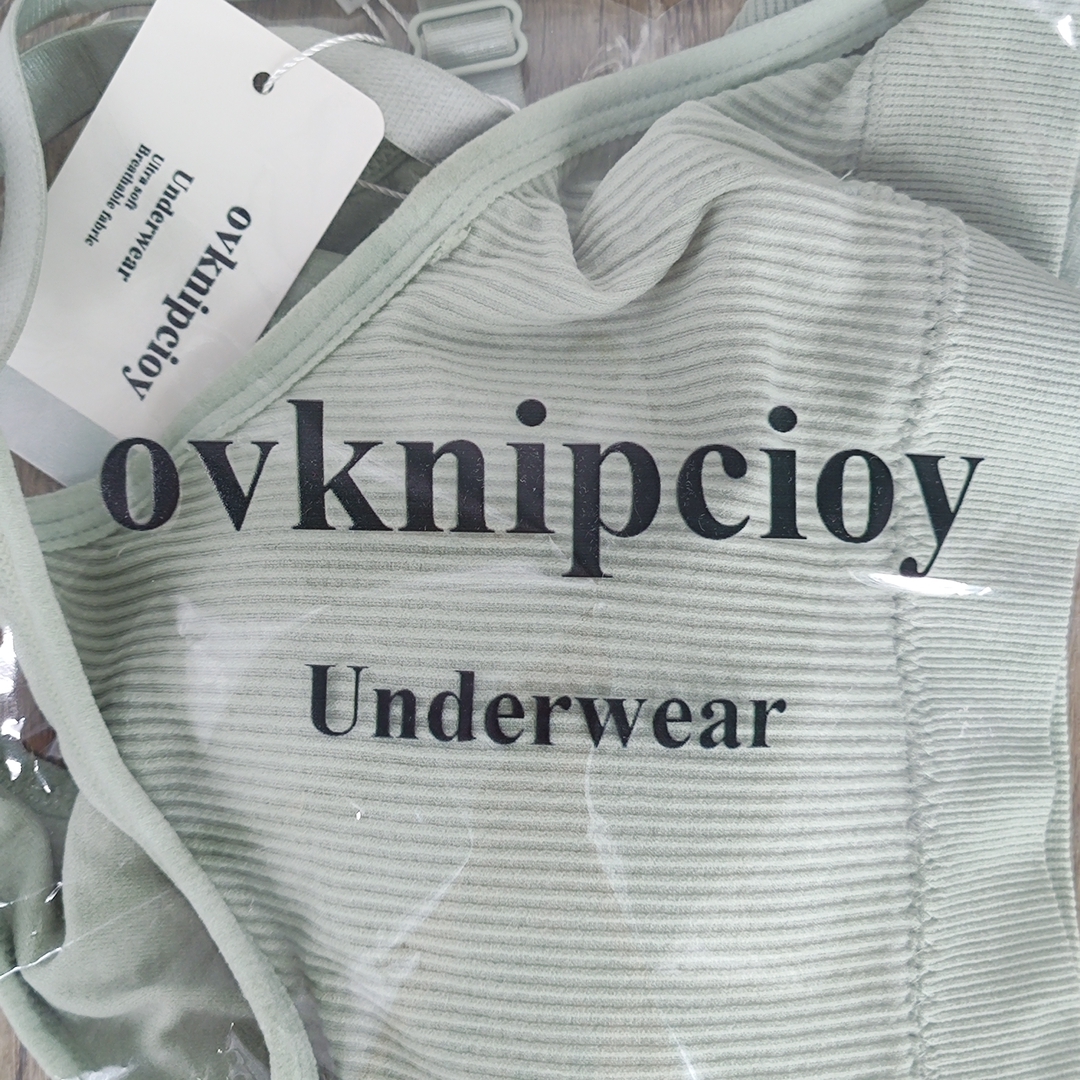 ovknipcioy
Underwear
Ultra soft
Breathable fabric
ovknipcioy
Underwear